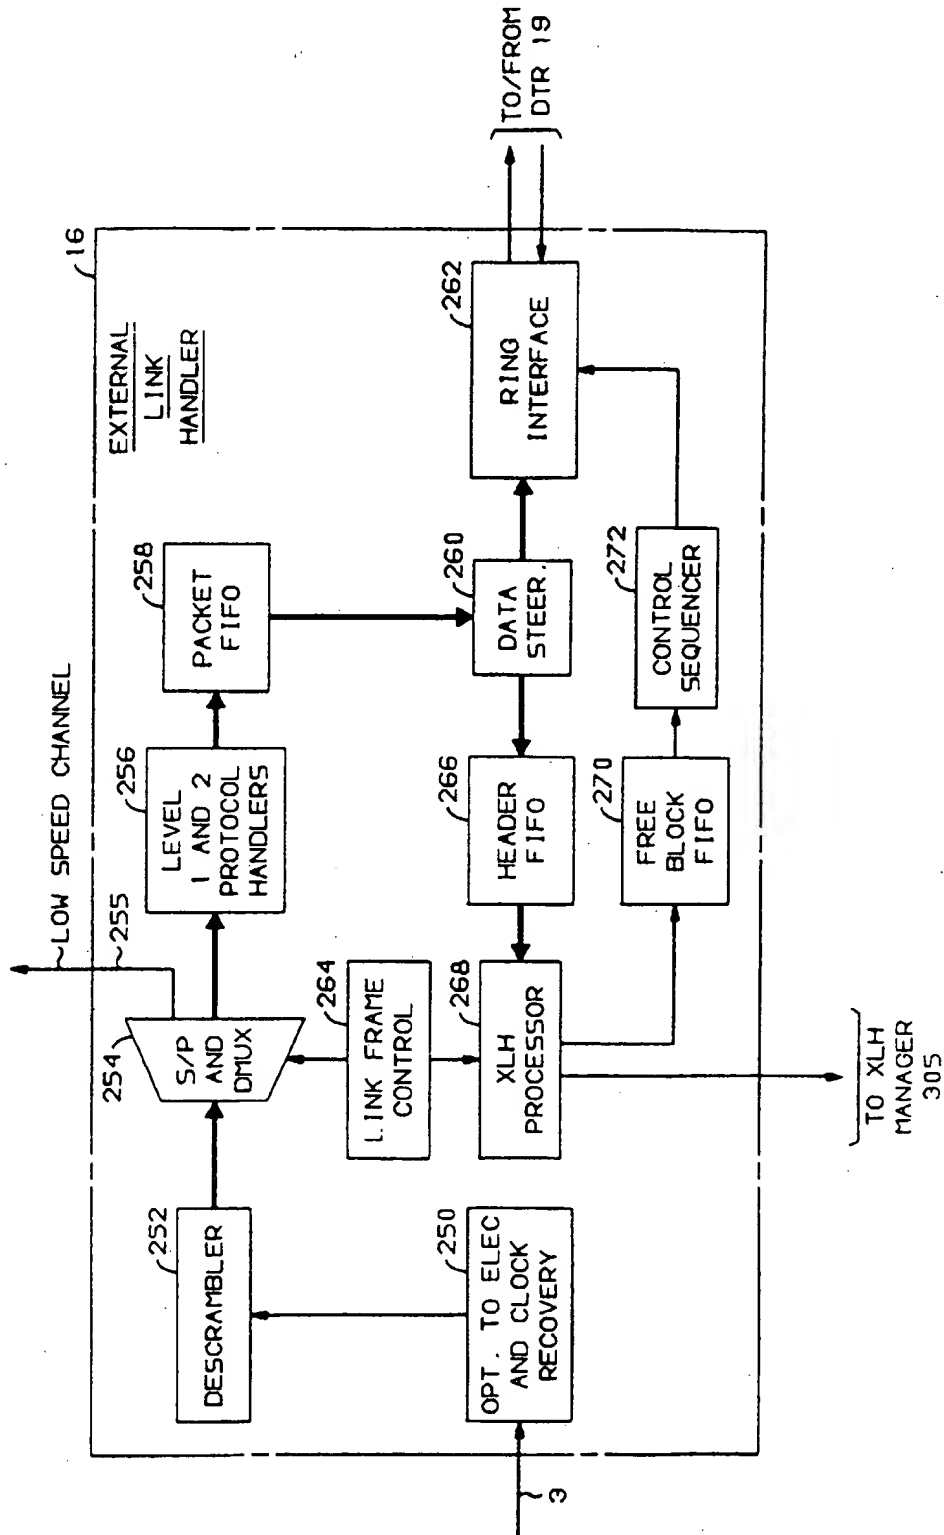 LOW SPEED CHANNEL
255
16
EXTERNAL
LINK
HANDLER
254
S/P
AND
DMUX
256
LEVEL
1 AND 2
PROTOCOL
HANDLERS
258
PACKET
FIFO
252
DESCRAMBLER
264
LINK FRAME
CONTROL
250
OPT. TO ELEC
AND CLOCK
RECOVERY
3
268
XLH
PROCESSOR
266
HEADER
FIFO
260
DATA
STEER.
262
RING
INTERFACE
TO/FROM
DTR 19
270
FREE
BLOCK
FIFO
272
CONTROL
SEQUENCER
TO XLH
MANAGER
305